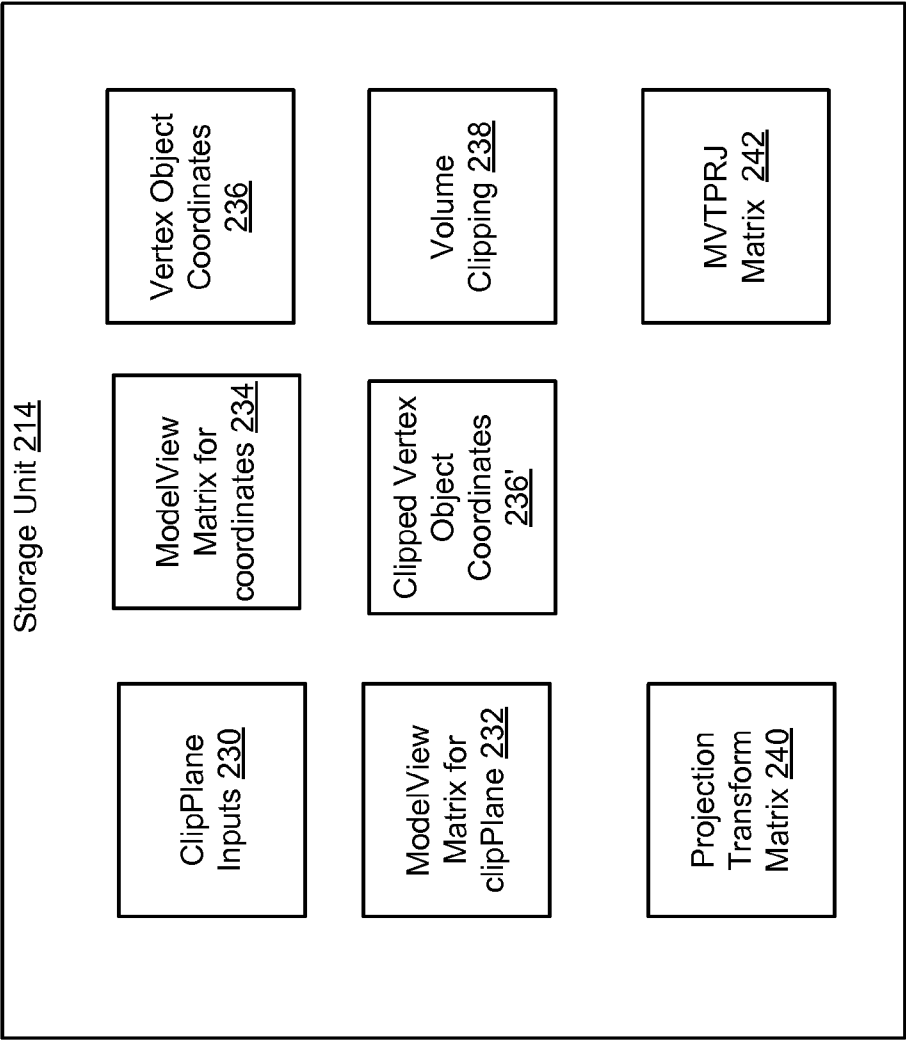 Storage Unit 214
ClipPlane
Inputs 230
ModelView
Matrix for
coordinates 234
Vertex Object
Coordinates
236
ModelView
Matrix for
clipPlane 232
Clipped Vertex
Object
Coordinates
236'
Volume
Clipping 238
Projection
Transform
Matrix 240
MVTPRJ
Matrix 242